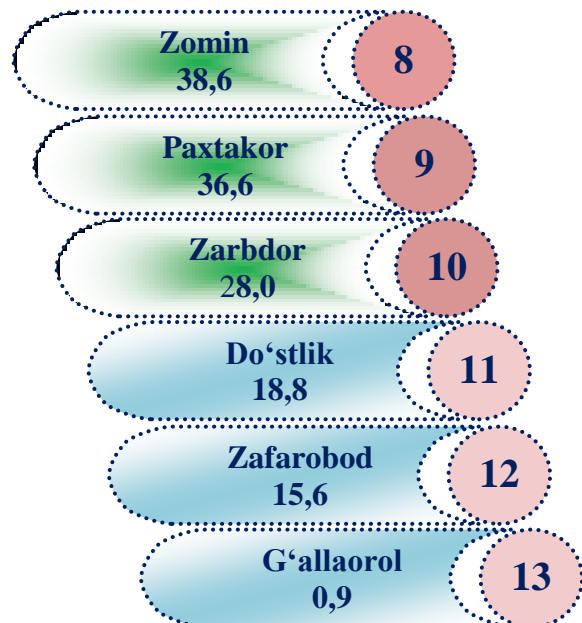 Zomin
38,6
8
Paxtakor
36,6
9
Zarbdor
28,0
10
Do‘stlik
18,8
11
Zafarobod
15,6
12
G‘allaorol
0,9
13